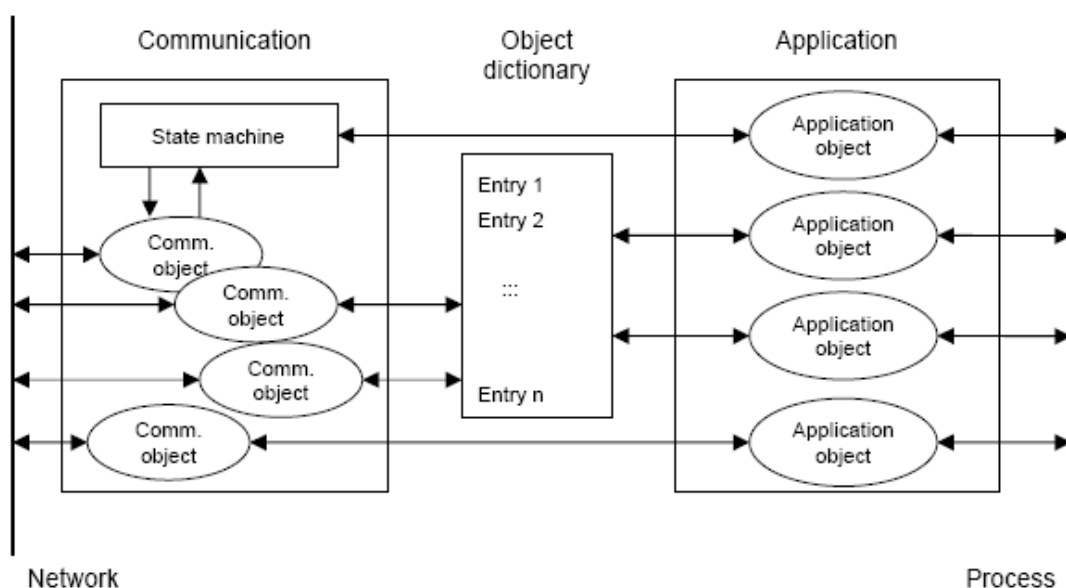 Communication
Object
dictionary
Application
State machine
Application
object
Entry 1
Entry 2
:::
Entry n
Comm.
object
Application
object
Comm.
object
Application
object
Comm.
object
Comm.
object
Application
object
Network
Process